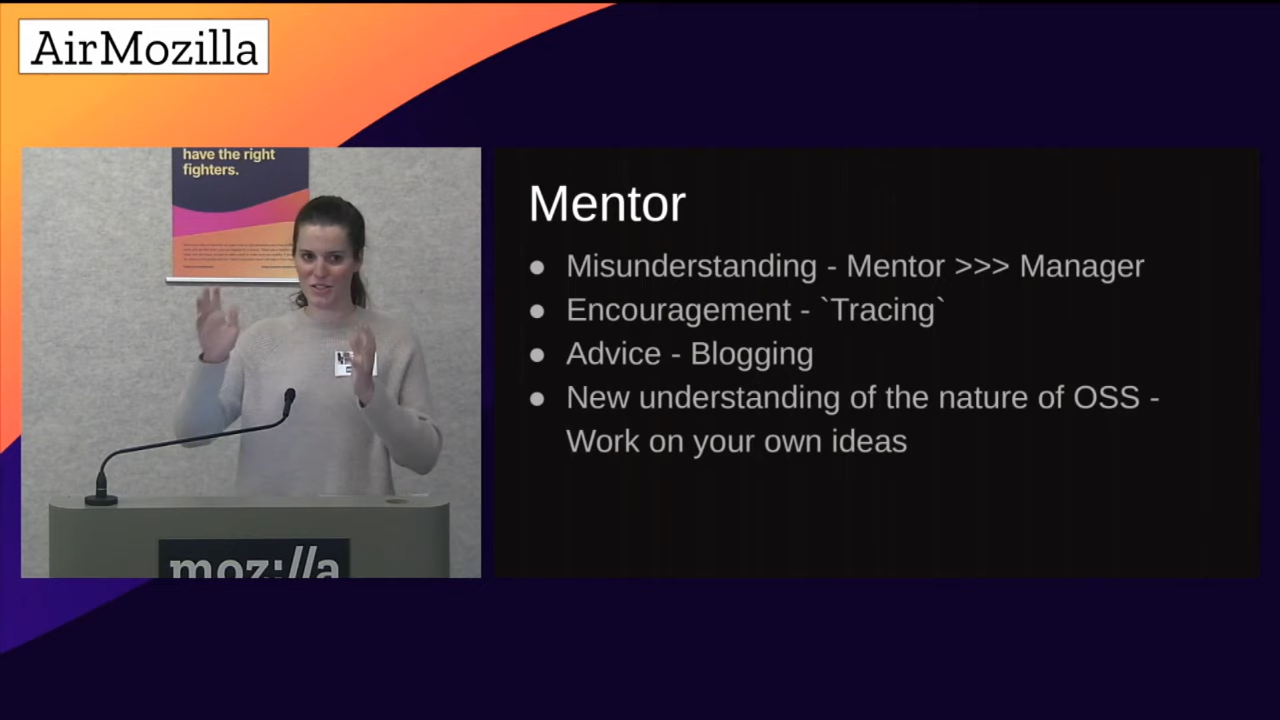 AirMozilla
have the right
fighters.
Mentor
● Misunderstanding - Mentor >>> Manager
● Encouragement - `Tracing`
● Advice - Blogging
● New understanding of the nature of OSS -
Work on your own ideas
moz://a